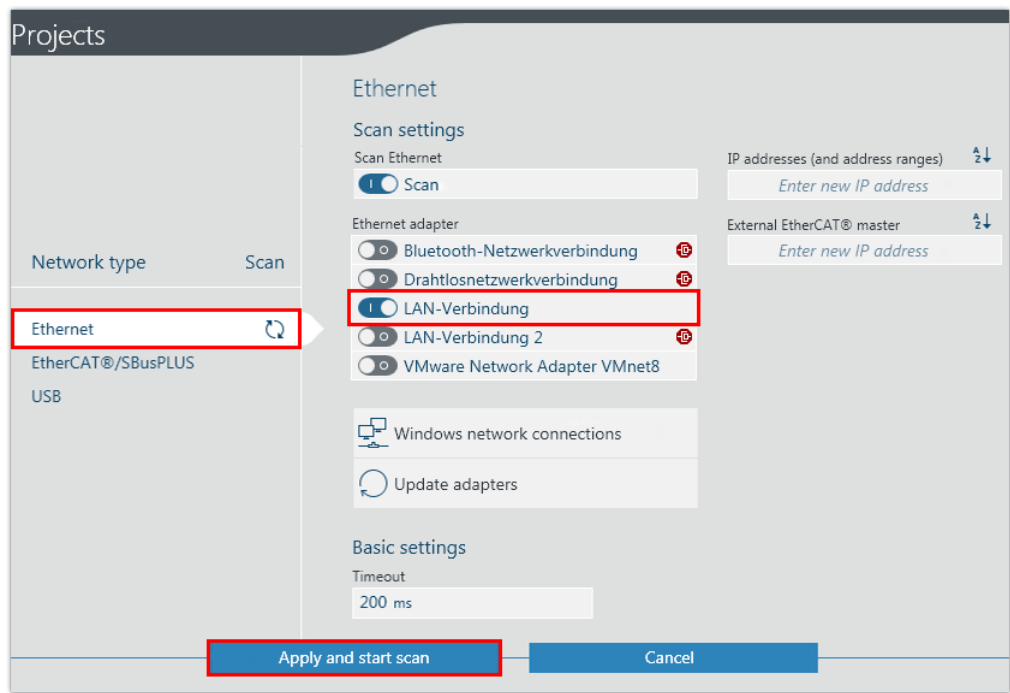 Projects
Network type Scan
Ethernet
EtherCAT®/SBusPLUS
USB
Ethernet
Scan settings
Scan Ethernet
Scan
Ethernet adapter
Bluetooth-Netzwerkverbindung
Drahtlosnetzwerkverbindung
LAN-Verbindung
LAN-Verbindung 2
VMware Network Adapter VMnet8
Windows network connections
Update adapters
Basic settings
Timeout
200 ms
IP addresses (and address ranges)
Enter new IP address
External EtherCAT® master
Enter new IP address
Apply and start scan
Cancel